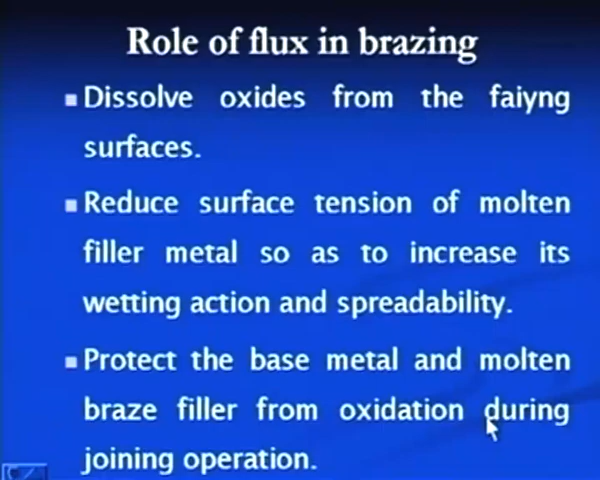 Role of flux in brazing
Dissolve oxides from the faiyng
surfaces.
Reduce surface tension of molten
filler metal so as to increase its
wetting action and spreadability.
Protect the base metal and molten
braze filler from oxidation during
joining operation.